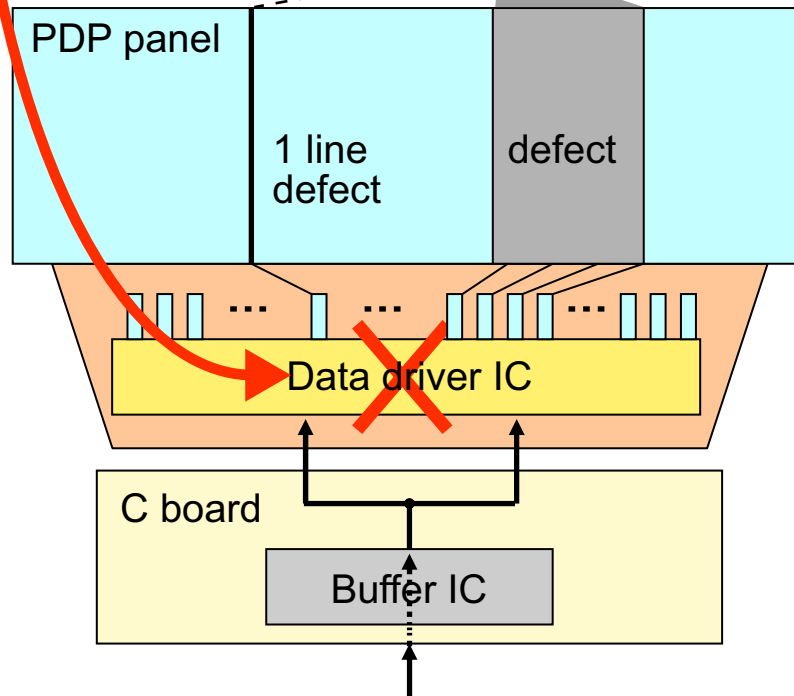 PDP panel
1 line
defect
defect
...
...
...
Data driver IC
C board
Buffer IC